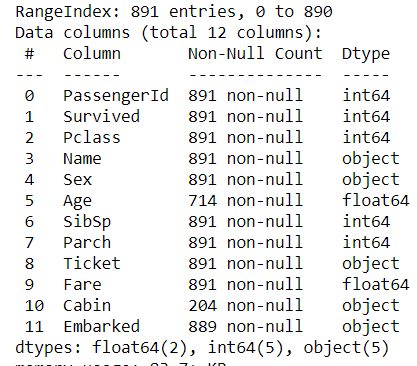 RangeIndex: 891 entries, 0 to 890
Data columns (total 12 columns):
 #   Column       Non-Null Count  Dtype
---  ------       --------------  -----
 0   PassengerId  891 non-null    int64
 1   Survived     891 non-null    int64
 2   Pclass       891 non-null    int64
 3   Name         891 non-null    object
 4   Sex          891 non-null    object
 5   Age          714 non-null    float64
 6   SibSp        891 non-null    int64
 7   Parch        891 non-null    int64
 8   Ticket       891 non-null    object
 9   Fare         891 non-null    float64
 10  Cabin        204 non-null    object
 11  Embarked     889 non-null    object
dtypes: float64(2), int64(5), object(5)